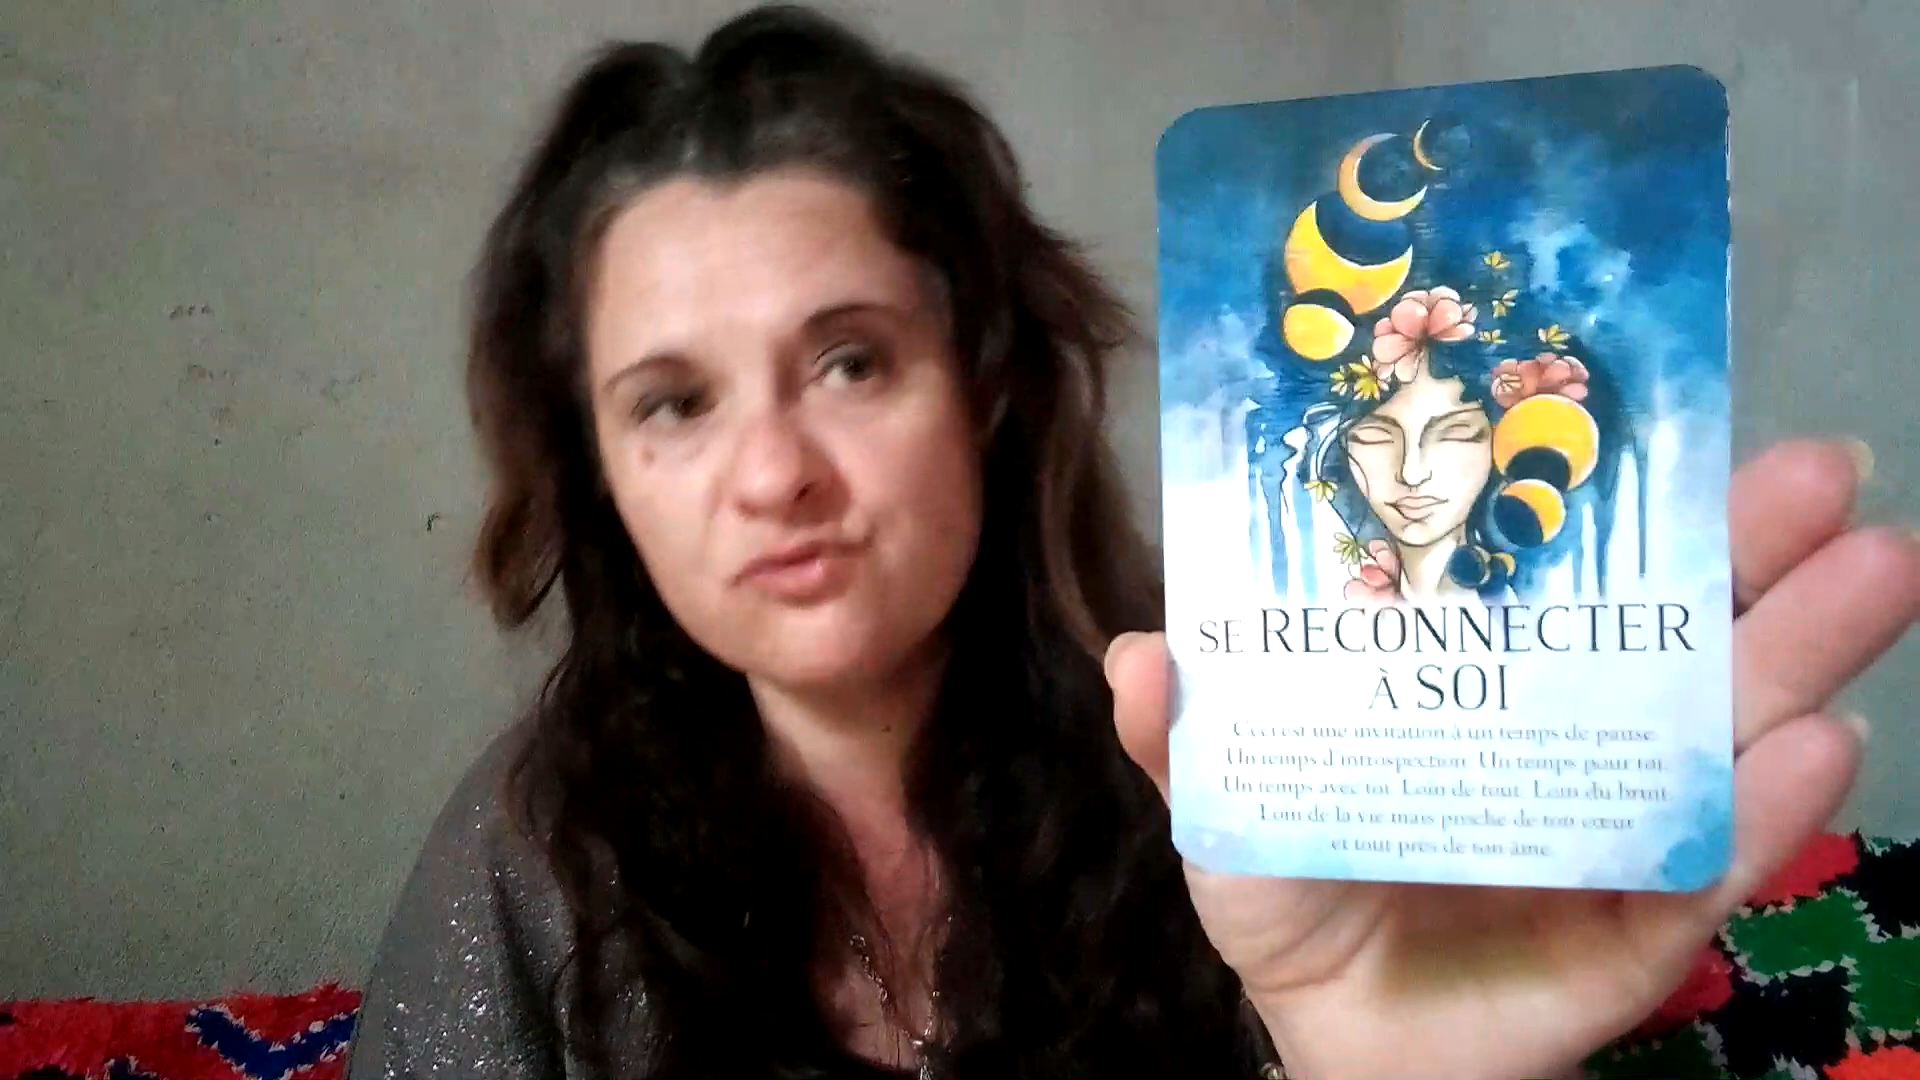 SE RECONNECTER
À SOI
Ceci est une invitation à un temps de pause.
Un temps d'introspection. Un temps pour toi.
Un temps avec toi. Loin de tout. Loin du bruit.
Loin de la vie mais proche de ton cœur
et tout près de ton âme.